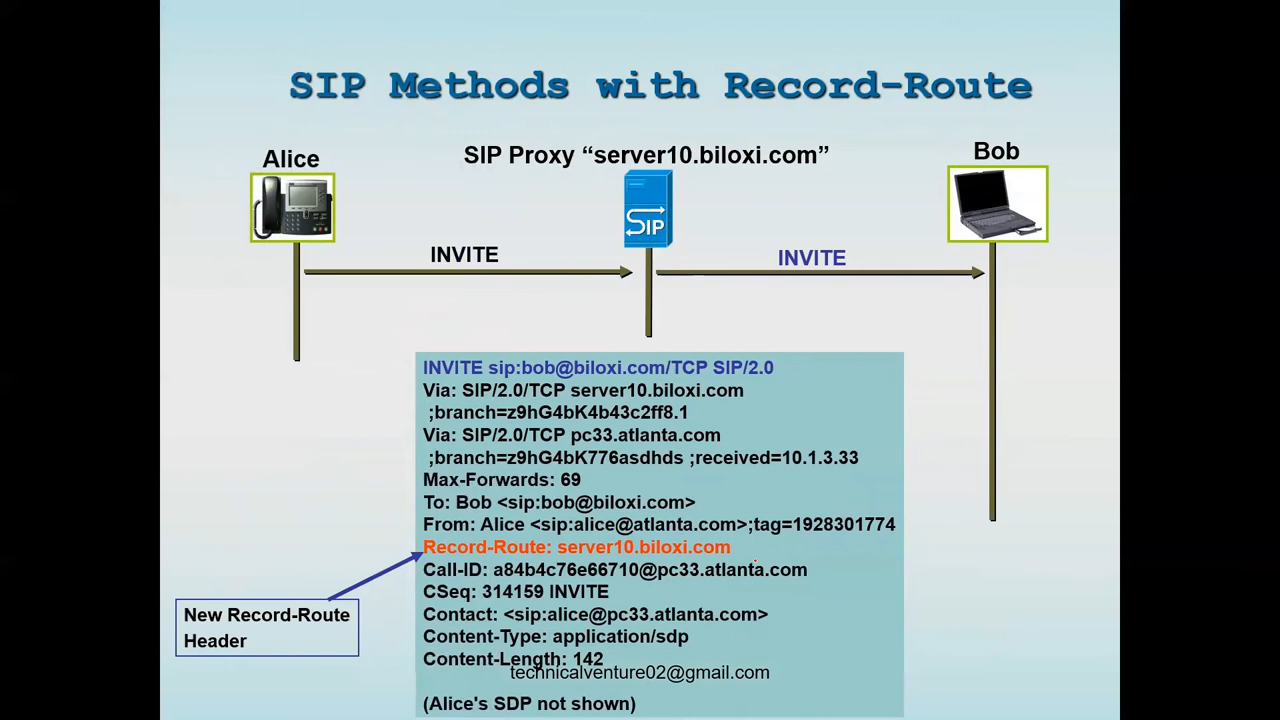 SIP Methods with Record-Route
Alice
SIP Proxy “server10.biloxi.com”
Bob
SIP
INVITE
INVITE
INVITE sip:bob@biloxi.com/TCP SIP/2.0
Via: SIP/2.0/TCP server10.biloxi.com
;branch=z9hG4bK4b43c2ff8.1
Via: SIP/2.0/TCP pc33.atlanta.com
;branch=z9hG4bK776asdhds ;received=10.1.3.33
Max-Forwards: 69
To: Bob <sip:bob@biloxi.com>
From: Alice <sip:alice@atlanta.com>;tag=1928301774
Record-Route: server10.biloxi.com
Call-ID: a84b4c76e66710@pc33.atlanta.com
CSeq: 314159 INVITE
Contact: <sip:alice@pc33.atlanta.com>
Content-Type: application/sdp
Content-Length: 142
technicalventure02@gmail.com
(Alice's SDP not shown)
New Record-Route
Header